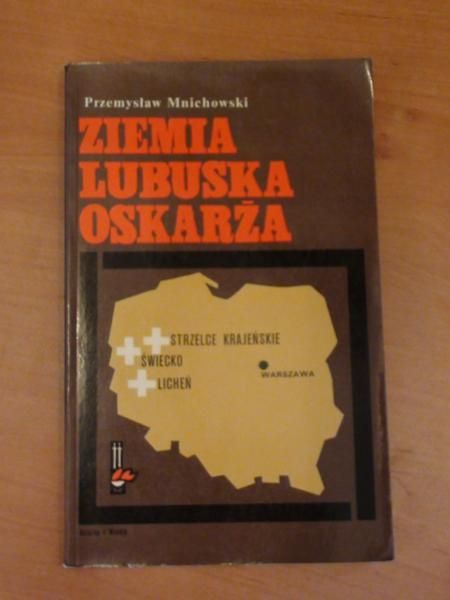 Przemysław Mnichowski
ZIEMIA
LUBUSKA
OSKARŻA
STRZELCE KRAJEŃSKIE
ŚWIECKO
WARSZAWA
LICHEŃ